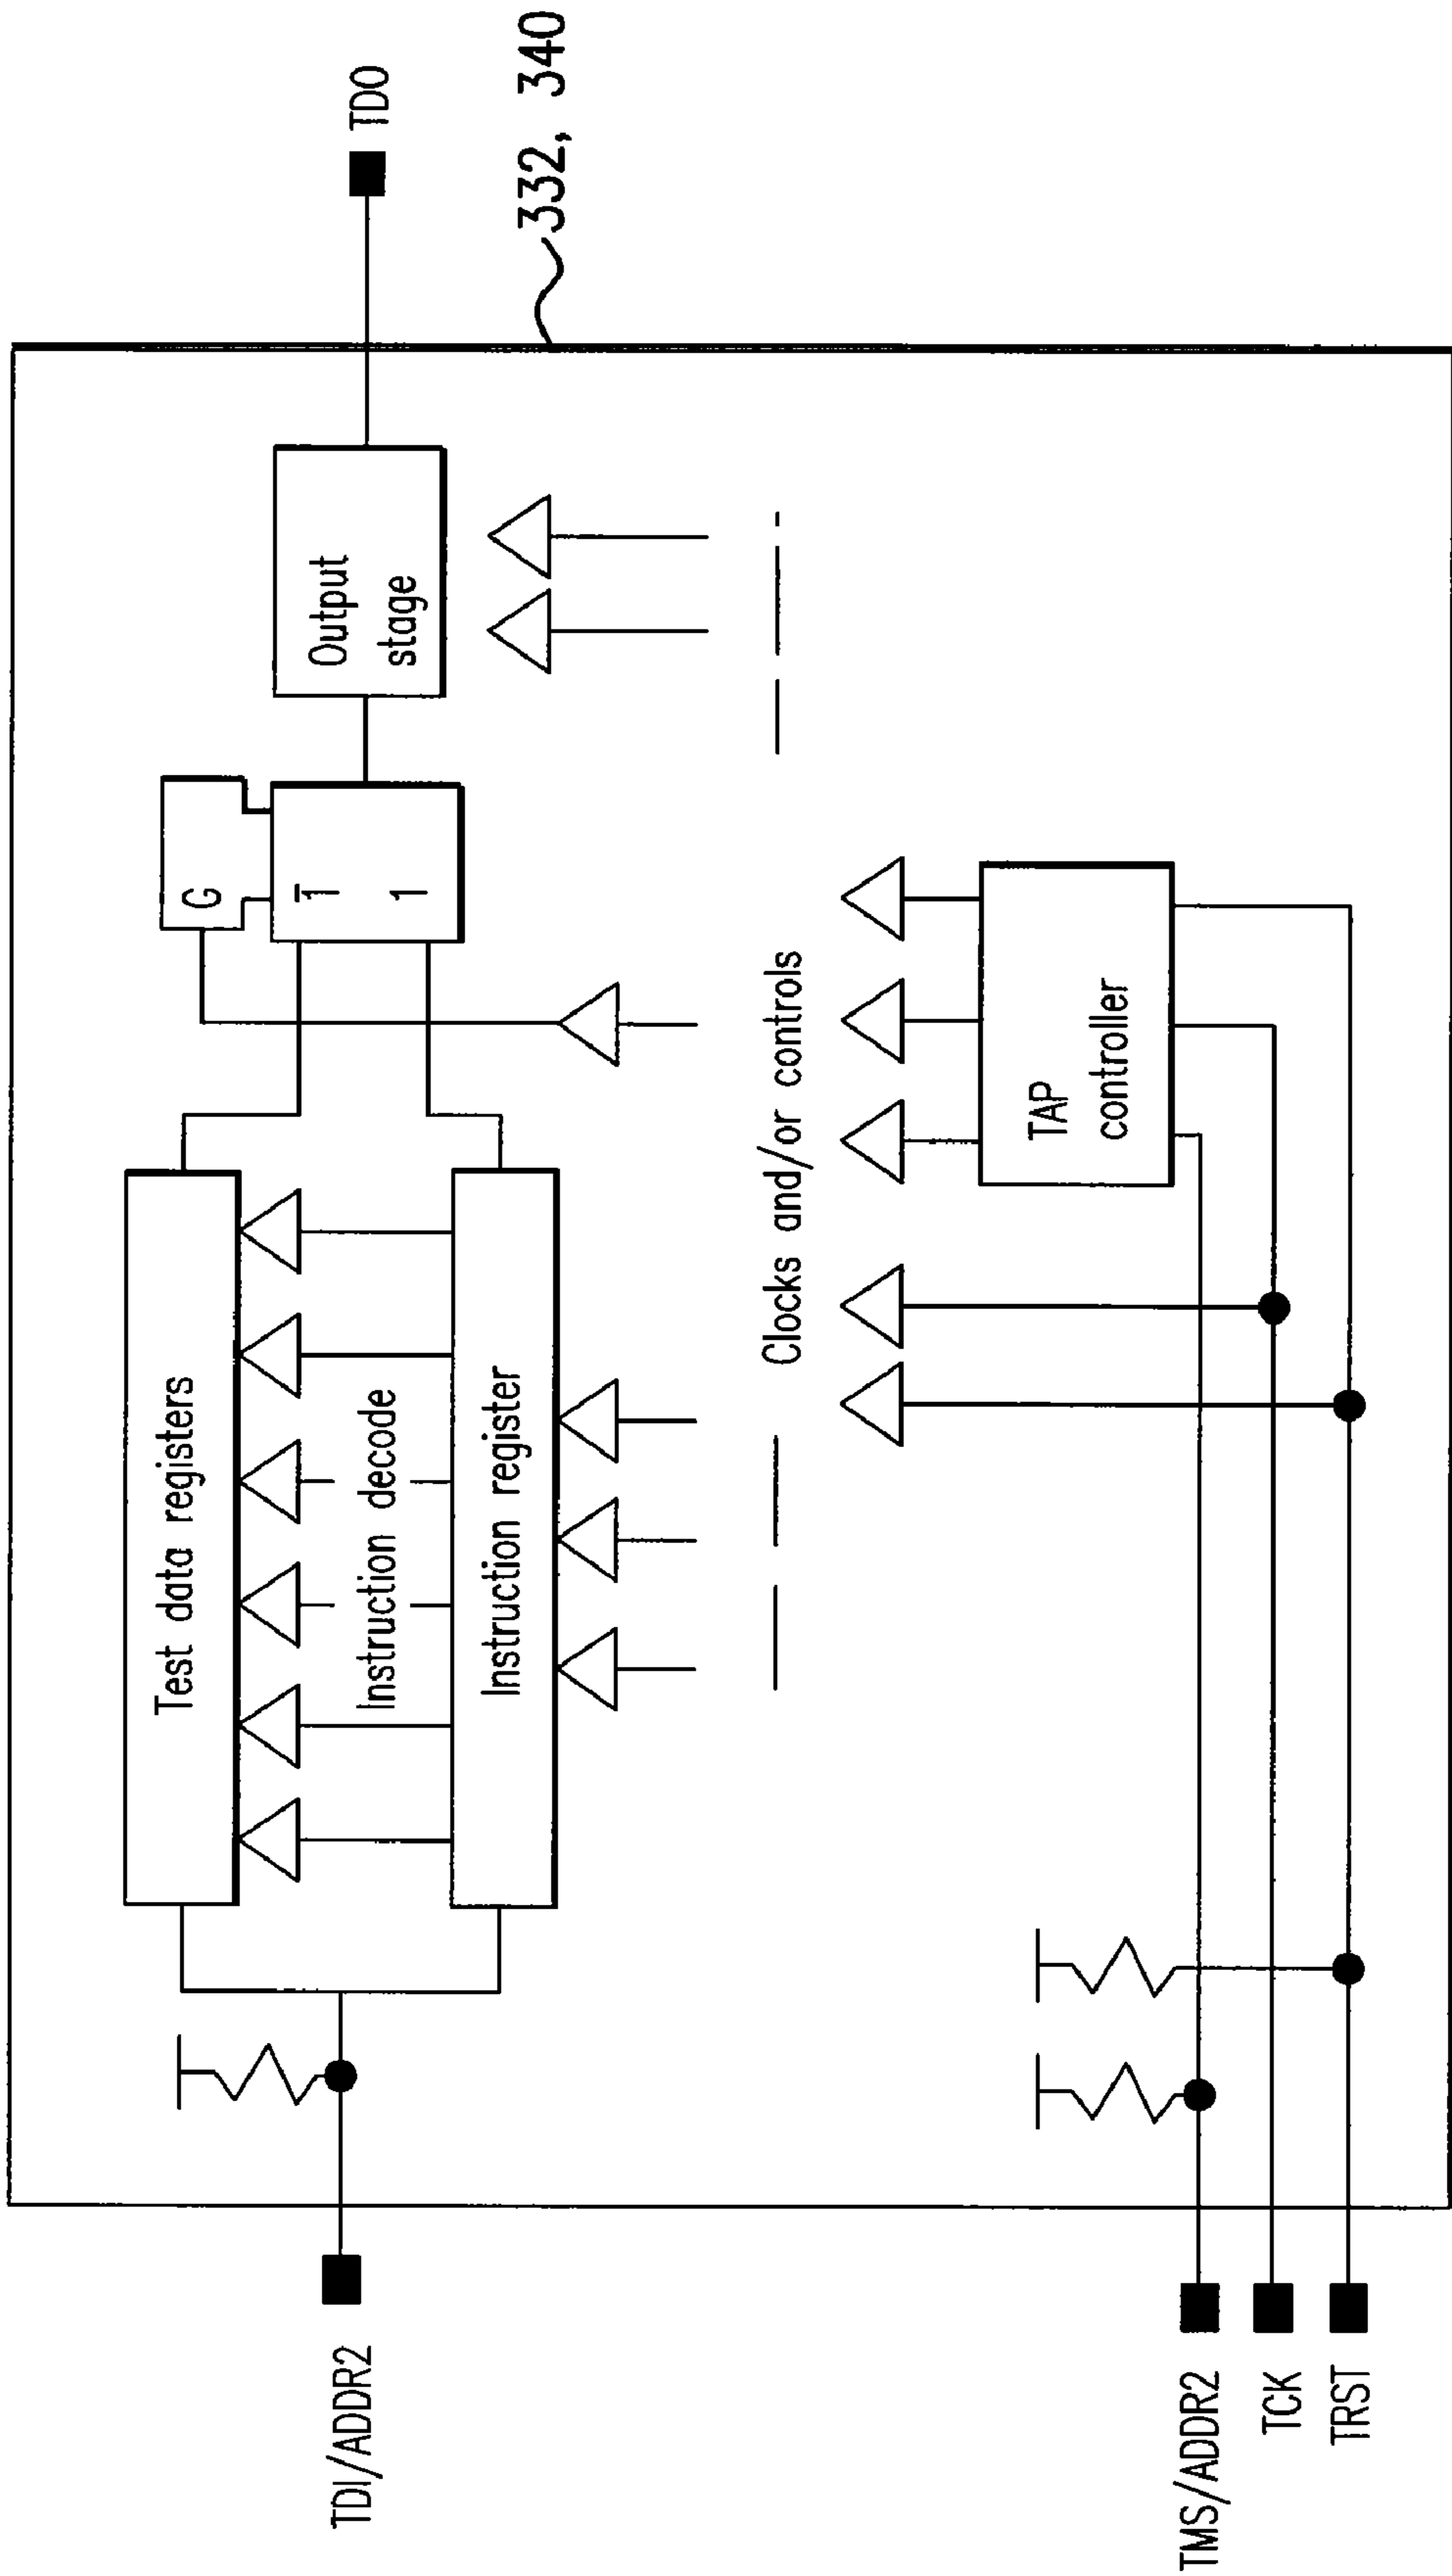 TDI/ADDR2
Test data registers
Instruction decode
Instruction register
G
1̅
1
Output
stage
TDO
332, 340
Clocks and/or controls
TAP
controller
TMS/ADDR2
TCK
TRST